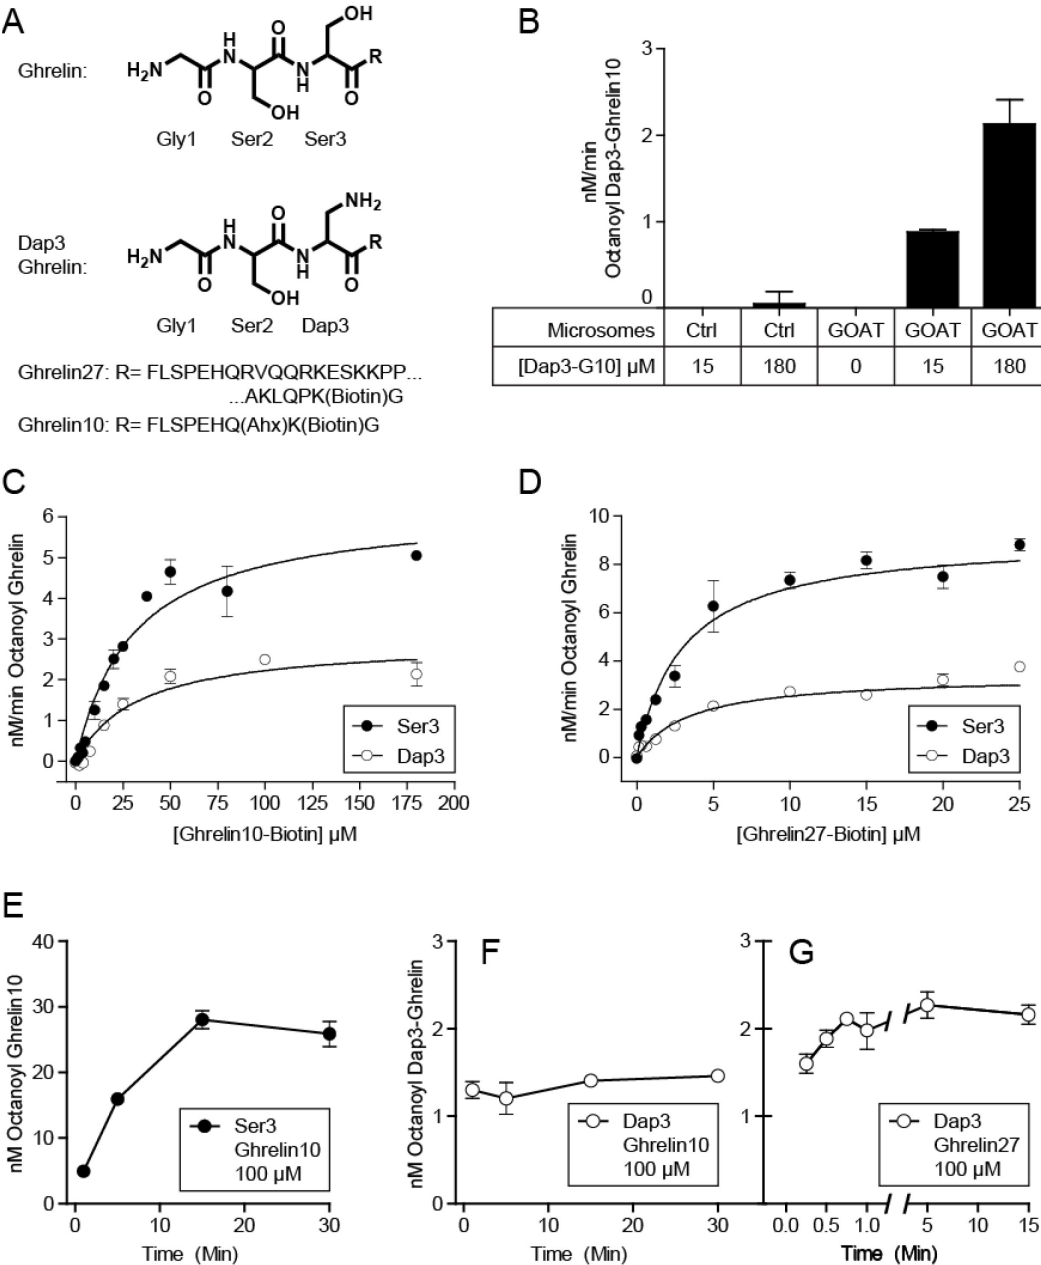 A
Ghrelin:
H2N
O
H
N
OH
O
N
H
OH
O
R
Gly1 Ser2 Ser3
Dap3
Ghrelin:
H2N
O
H
N
OH
O
N
H
NH2
O
R
Gly1 Ser2 Dap3
Ghrelin27: R= FLSPEHQRVQQRKESKKPP...
...AKLQPK(Biotin)G
Ghrelin10: R= FLSPEHQ(Ahx)K(Biotin)G
B
nM/min
Octanoyl Dap3-Ghrelin10
3
2
1
0
Microsomes Ctrl Ctrl GOAT GOAT GOAT
[Dap3-G10] µM 15 180 0 15 180
C
nM/min Octanoyl Ghrelin
6
5
4
3
2
1
0
Ser3
Dap3
0 25 50 75 100 125 150 175 200
[Ghrelin10-Biotin] µM
D
nM/min Octanoyl Ghrelin
10
8
6
4
2
0
Ser3
Dap3
0 5 10 15 20 25
[Ghrelin27-Biotin] µM
E
nM Octanoyl Ghrelin10
40
30
20
10
0
Ser3
Ghrelin10
100 µM
0 10 20 30
Time (Min)
F
nM Octanoyl Dap3-Ghrelin
3
2
1
0
Dap3
Ghrelin10
100 µM
0 10 20 30
Time (Min)
G
3
2
1
Dap3
Ghrelin27
100 µM
0.0 0.5 1.0 5 10 15
Time (Min)